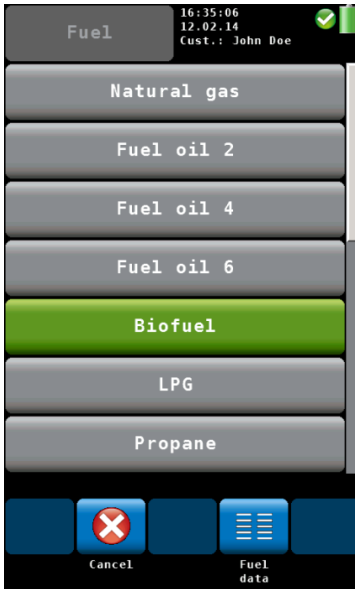 Fuel
16:35:06
12.02.14
Cust.: John Doe
Natural gas
Fuel oil 2
Fuel oil 4
Fuel oil 6
Biofuel
LPG
Propane
Cancel
Fuel
data